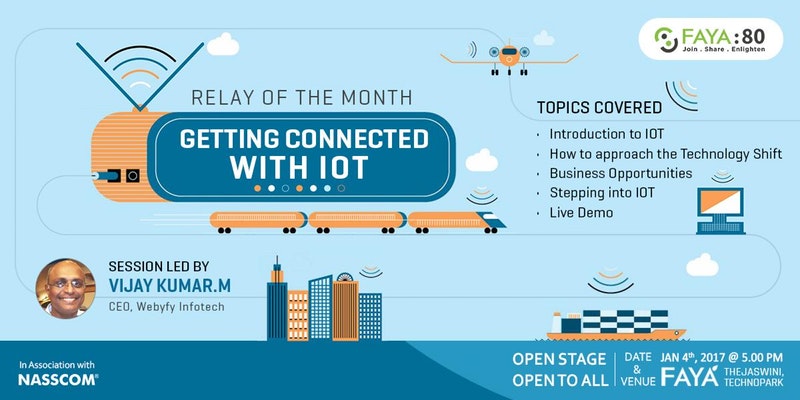 FAYA:80
Join . Share . Enlighten
RELAY OF THE MONTH
GETTING CONNECTED
WITH IOT
TOPICS COVERED
· Introduction to IOT
· How to approach the Technology Shift
· Business Opportunities
· Stepping into IOT
· Live Demo
SESSION LED BY
VIJAY KUMAR.M
CEO, Webyfy Infotech
In Association with
NASSCOM®
OPEN STAGE
OPEN TO ALL
DATE
&
VENUE
JAN 4th, 2017 @ 5.00 PM
FAYA
THEJASWINI,
TECHNOPARK